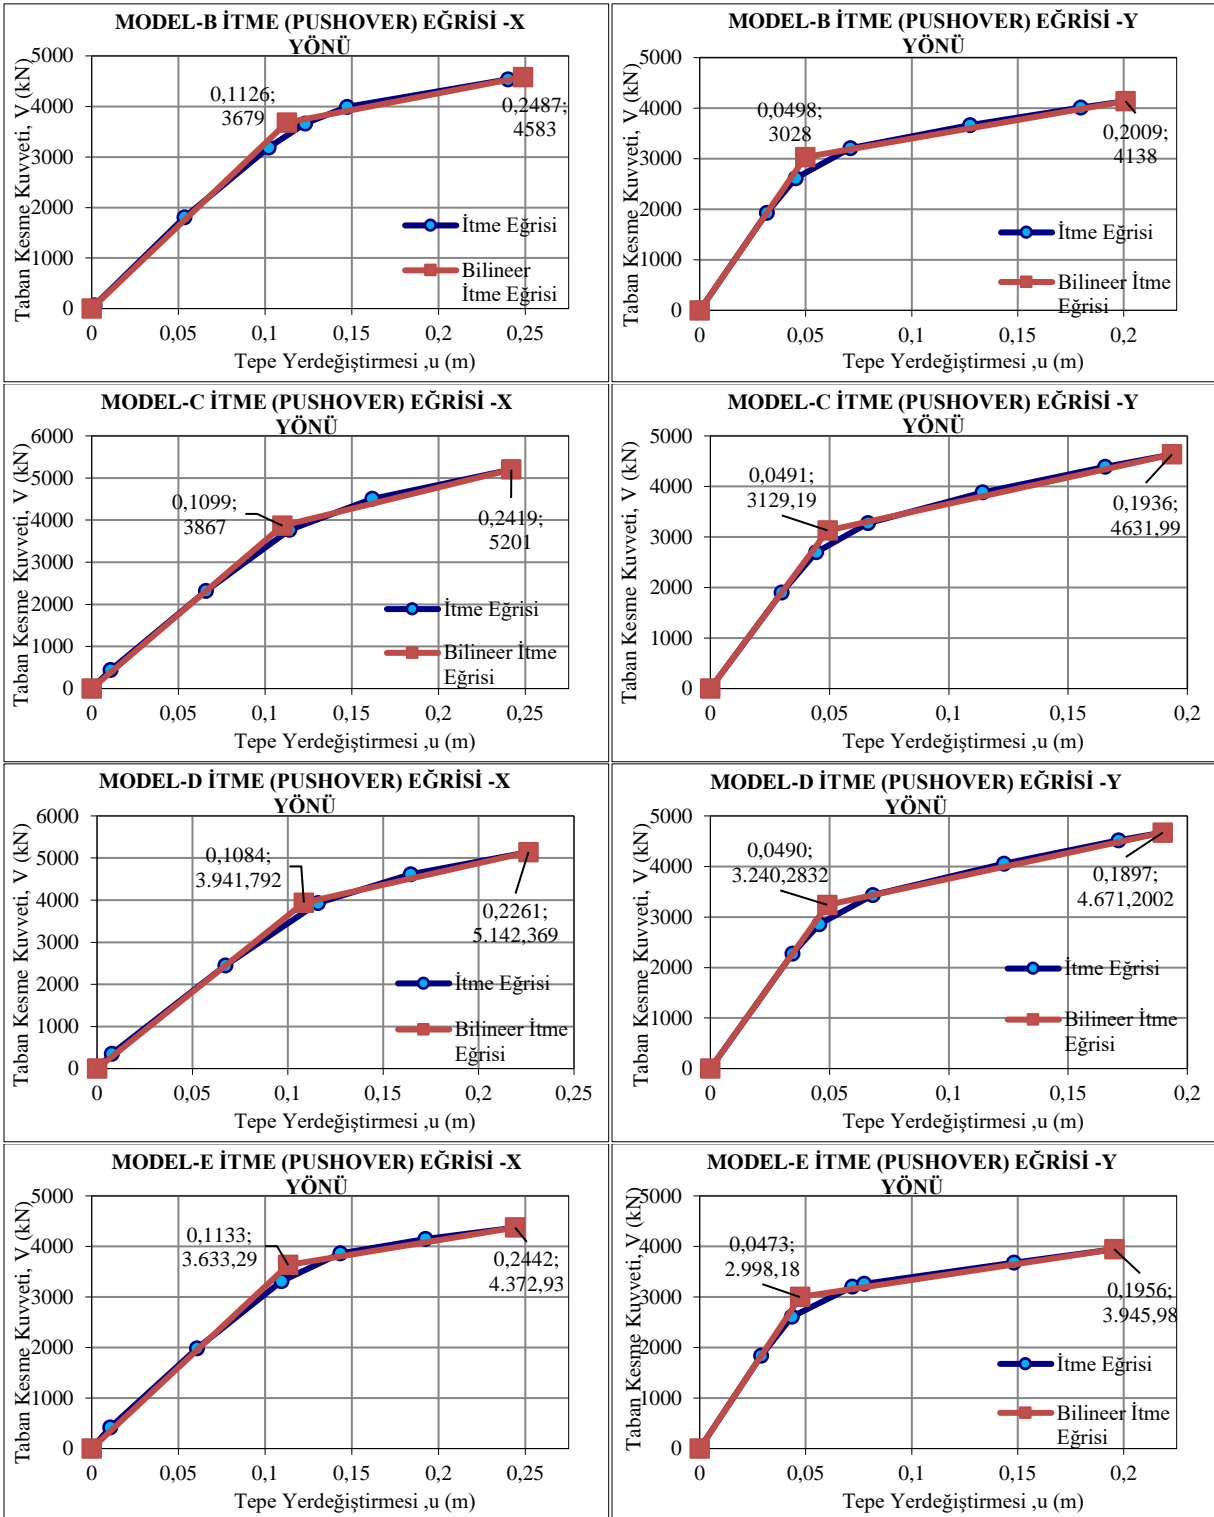 MODEL-B İTME (PUSHOVER) EĞRİSİ -X
YÖNÜ
Taban Kesme Kuvveti, V (kN)
5000
4000
3000
2000
1000
0
0,1126;
3679
0,2487;
4583
İtme Eğrisi
Bilineer
İtme Eğrisi
0
0,05
0,1
0,15
0,2
0,25
Tepe Yerdeğiştirmesi ,u (m)
MODEL-B İTME (PUSHOVER) EĞRİSİ -Y
YÖNÜ
Taban Kesme Kuvveti, V (kN)
5000
4000
3000
2000
1000
0
0,0498;
3028
0,2009;
4138
İtme Eğrisi
Bilineer İtme
Eğrisi
0
0,05
0,1
0,15
0,2
Tepe Yerdeğiştirmesi ,u (m)
MODEL-C İTME (PUSHOVER) EĞRİSİ -X
YÖNÜ
Taban Kesme Kuvveti, V (kN)
6000
5000
4000
3000
2000
1000
0
0,1099;
3867
0,2419;
5201
İtme Eğrisi
Bilineer İtme
Eğrisi
0
0,05
0,1
0,15
0,2
0,25
Tepe Yerdeğiştirmesi ,u (m)
MODEL-C İTME (PUSHOVER) EĞRİSİ -Y
YÖNÜ
Taban Kesme Kuvveti, V (kN)
5000
4000
3000
2000
1000
0
0,0491;
3129,19
0,1936;
4631,99
İtme Eğrisi
Bilineer İtme
Eğrisi
0
0,05
0,1
0,15
0,2
Tepe Yerdeğiştirmesi ,u (m)
MODEL-D İTME (PUSHOVER) EĞRİSİ -X
YÖNÜ
Taban Kesme Kuvveti, V (kN)
6000
5000
4000
3000
2000
1000
0
0,1084;
3.941,792
0,2261;
5.142,369
İtme Eğrisi
Bilineer İtme
Eğrisi
0
0,05
0,1
0,15
0,2
0,25
Tepe Yerdeğiştirmesi ,u (m)
MODEL-D İTME (PUSHOVER) EĞRİSİ -Y
YÖNÜ
Taban Kesme Kuvveti, V (kN)
5000
4000
3000
2000
1000
0
0,0490;
3.240,2832
0,1897;
4.671,2002
İtme Eğrisi
Bilineer İtme
Eğrisi
0
0,05
0,1
0,15
0,2
Tepe Yerdeğiştirmesi ,u (m)
MODEL-E İTME (PUSHOVER) EĞRİSİ -X
YÖNÜ
Taban Kesme Kuvveti, V (kN)
5000
4000
3000
2000
1000
0
0,1133;
3.633,29
0,2442;
4.372,93
0
0,05
0,1
0,15
0,2
0,25
Tepe Yerdeğiştirmesi ,u (m)
MODEL-E İTME (PUSHOVER) EĞRİSİ -Y
YÖNÜ
Taban Kesme Kuvveti, V (kN)
5000
4000
3000
2000
1000
0
0,0473;
2.998,18
0,1956;
3.945,98
İtme Eğrisi
Bilineer İtme
Eğrisi
0
0,05
0,1
0,15
0,2
Tepe Yerdeğiştirmesi ,u (m)